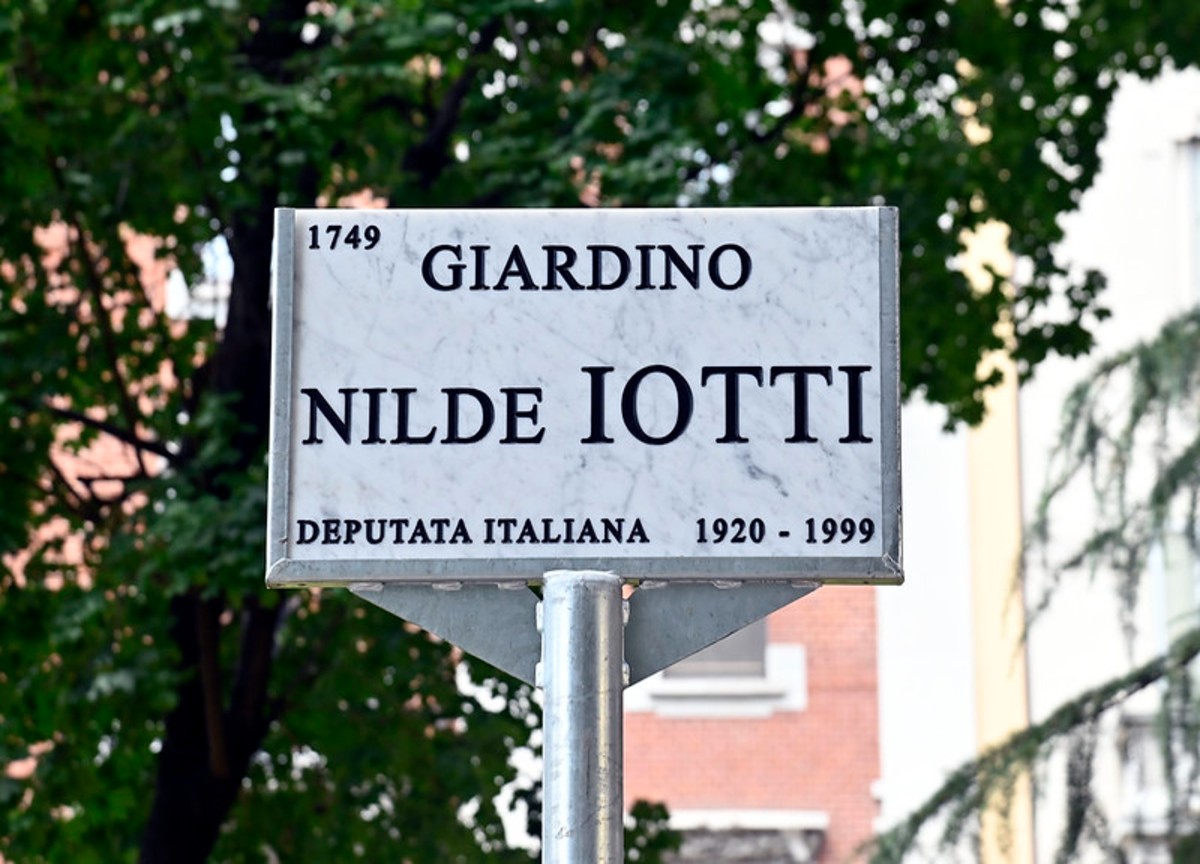 1749
GIARDINO
NILDE IOTTI
DEPUTATA ITALIANA 1920 - 1999